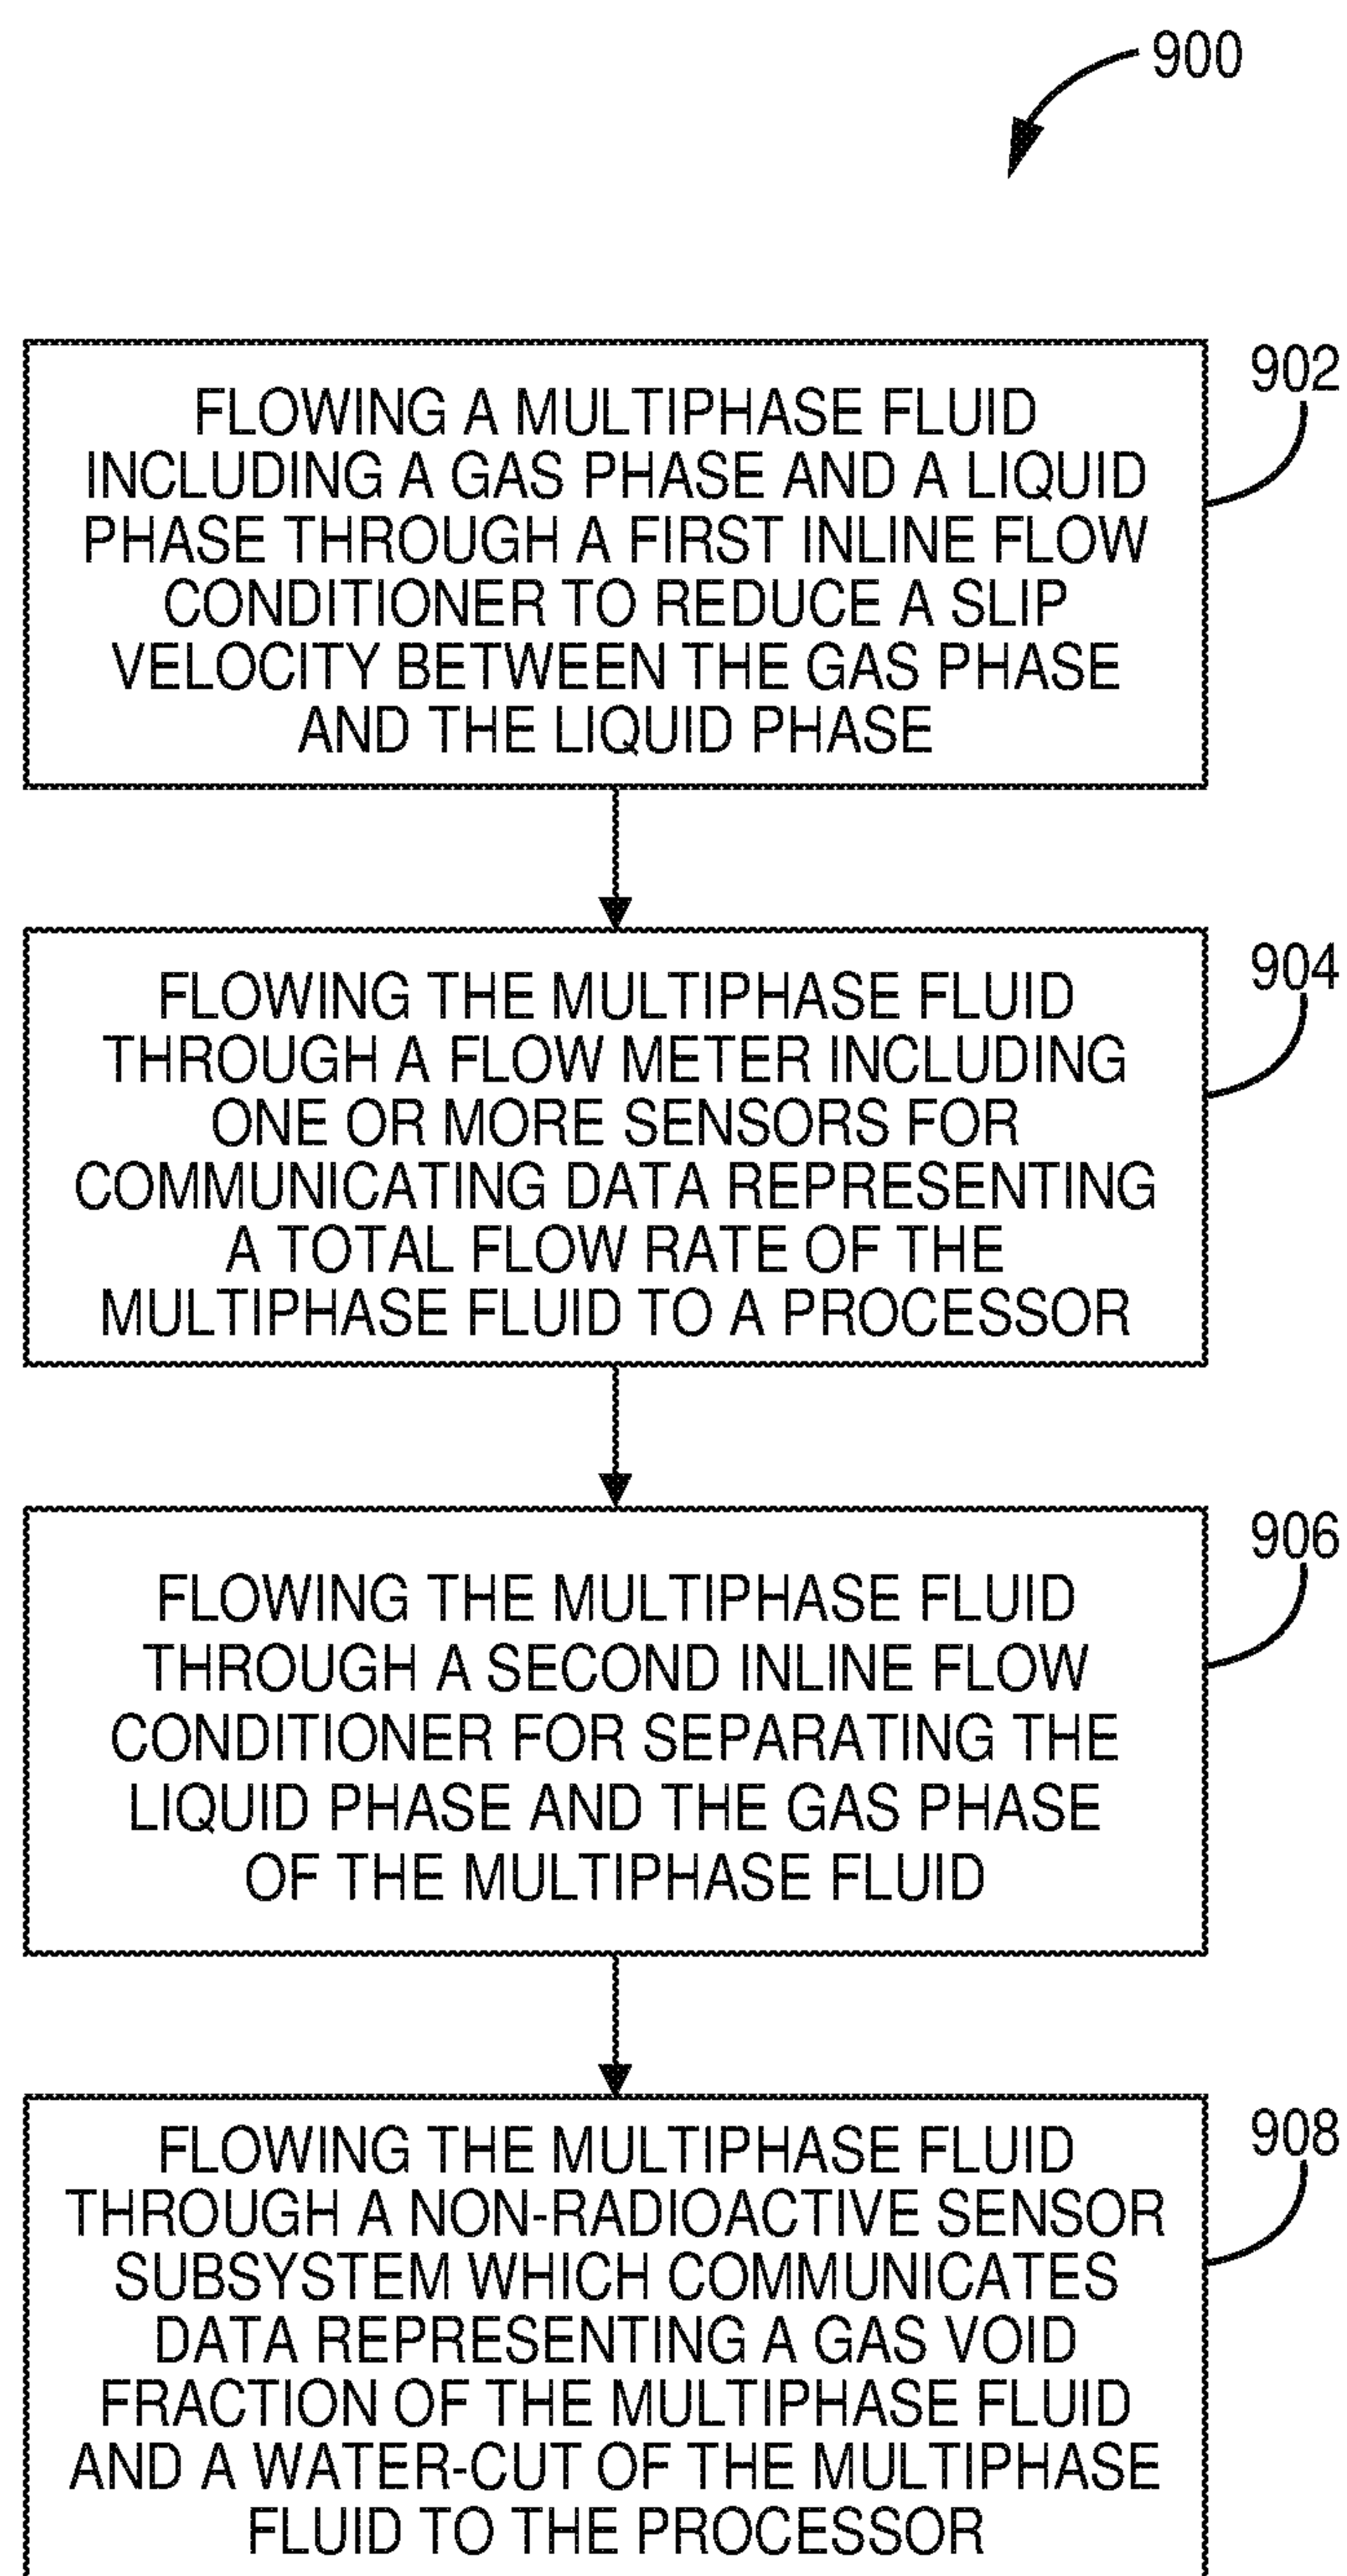 900
902
FLOWING A MULTIPHASE FLUID
INCLUDING A GAS PHASE AND A LIQUID
PHASE THROUGH A FIRST INLINE FLOW
CONDITIONER TO REDUCE A SLIP
VELOCITY BETWEEN THE GAS PHASE
AND THE LIQUID PHASE
904
FLOWING THE MULTIPHASE FLUID
THROUGH A FLOW METER INCLUDING
ONE OR MORE SENSORS FOR
COMMUNICATING DATA REPRESENTING
A TOTAL FLOW RATE OF THE
MULTIPHASE FLUID TO A PROCESSOR
906
FLOWING THE MULTIPHASE FLUID
THROUGH A SECOND INLINE FLOW
CONDITIONER FOR SEPARATING THE
LIQUID PHASE AND THE GAS PHASE
OF THE MULTIPHASE FLUID
908
FLOWING THE MULTIPHASE FLUID
THROUGH A NON-RADIOACTIVE SENSOR
SUBSYSTEM WHICH COMMUNICATES
DATA REPRESENTING A GAS VOID
FRACTION OF THE MULTIPHASE FLUID
AND A WATER-CUT OF THE MULTIPHASE
FLUID TO THE PROCESSOR